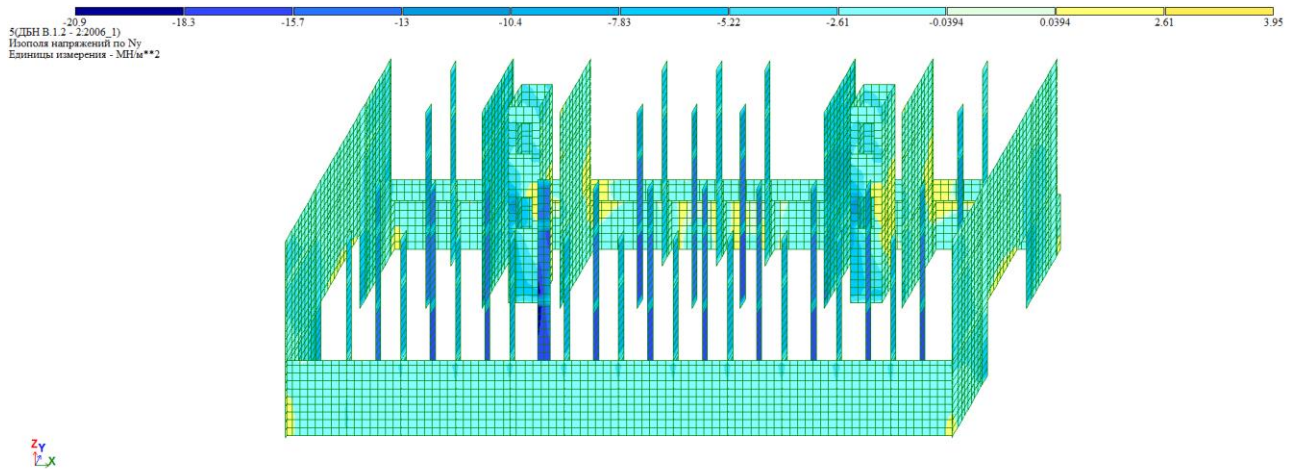 -20.9 -18.3 -15.7 -13 -10.4 -7.83 -5.22 -2.61 -0.0394 0.0394 2.61 3.95
5(ДБН В.1.2 - 2:2006_1)
Изополя напряжений по Ny
Единицы измерения - МН/м**2
Z Y
X